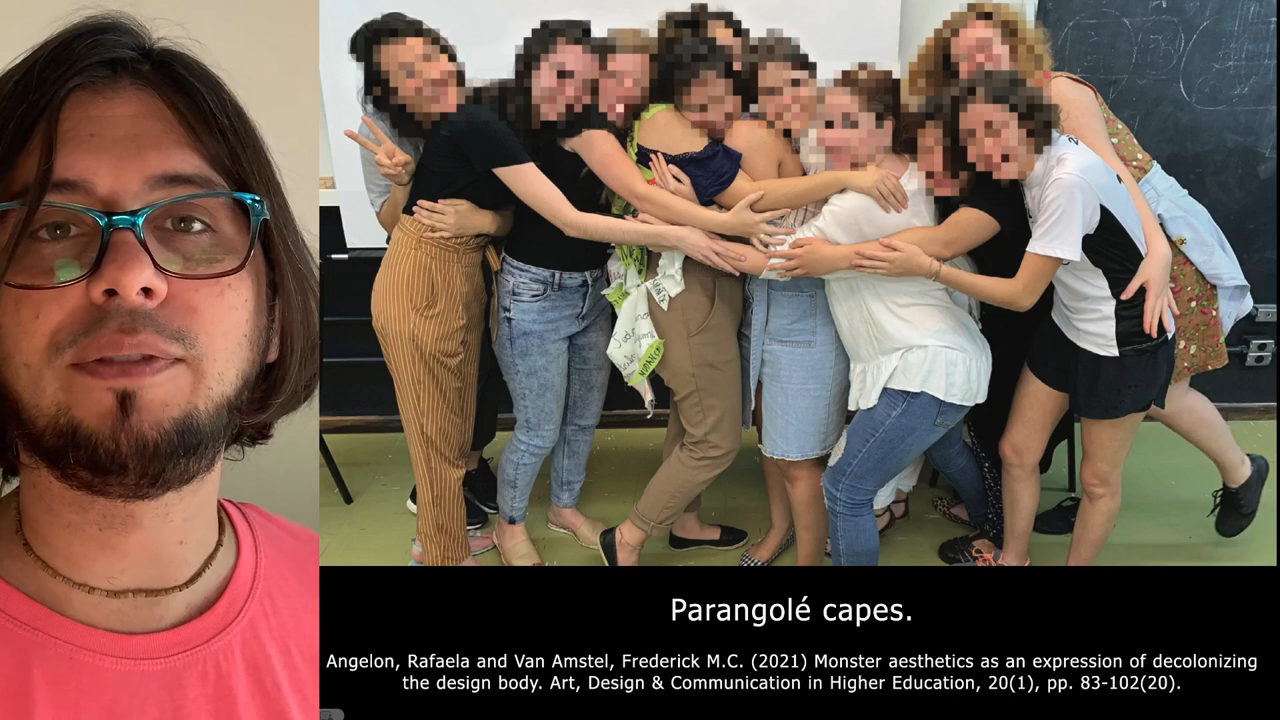 Parangolé capes.
Angelon, Rafaela and Van Amstel, Frederick M.C. (2021) Monster aesthetics as an expression of decolonizing
the design body. Art, Design & Communication in Higher Education, 20(1), pp. 83-102(20).